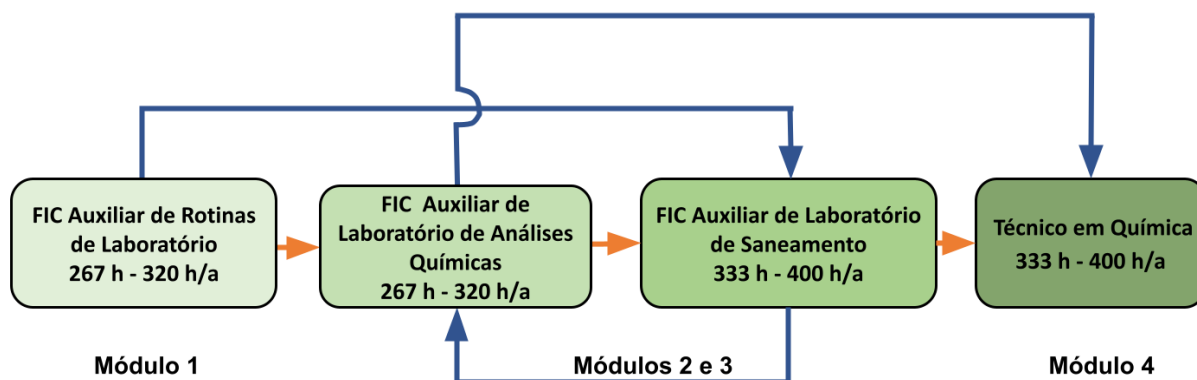 FIC Auxiliar de Rotinas
de Laboratório
267 h - 320 h/a
FIC Auxiliar de
Laboratório de Análises
Químicas
267 h - 320 h/a
FIC Auxiliar de Laboratório
de Saneamento
333 h - 400 h/a
Técnico em Química
333 h - 400 h/a
Módulo 1
Módulos 2 e 3
Módulo 4